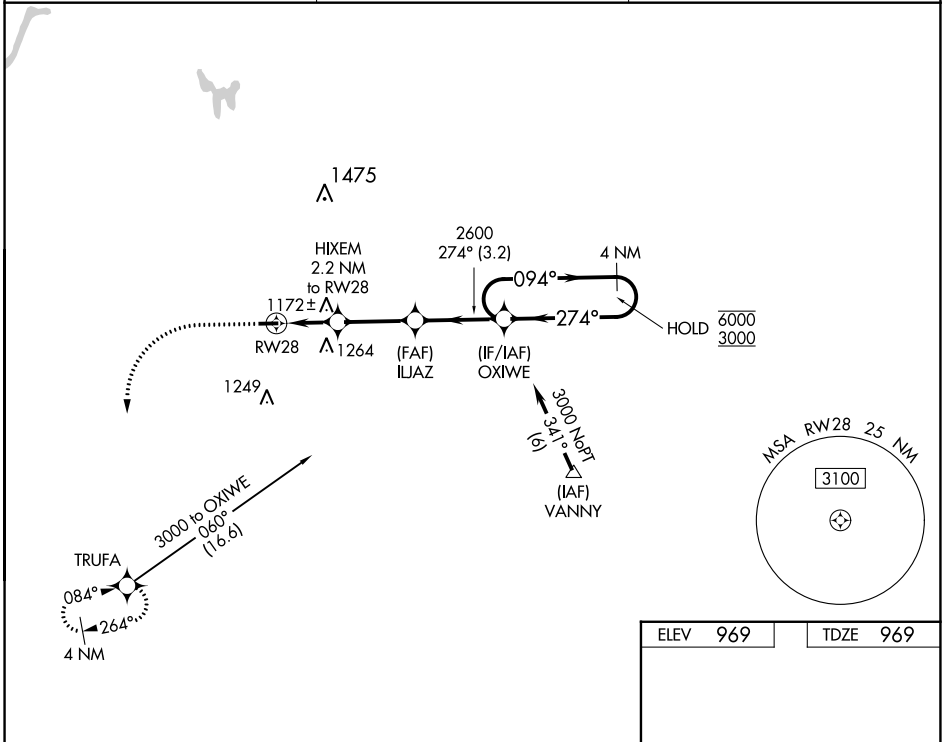 1475
HIXEM
2.2 NM
to RW28
1172±
RW28
1264
1249
2600
274° (3.2)
4 NM
094°
274°
HOLD 6000
3000
(FAF)
ILJAZ
(IF/IAF)
OXIWE
3000 NoPT
341°
(6)
(IAF)
VANNY
MSA RW28 25 NM
3100
3000 to OXIWE
060°
(16.6)
TRUFA
084°
264°
4 NM
ELEV 969
TDZE 969